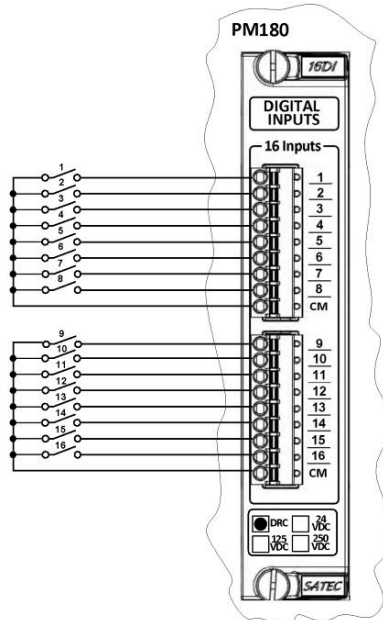 PM180
16DI
DIGITAL
INPUTS
16 Inputs
1
2
3
4
5
6
7
8
1
2
3
4
5
6
7
8
CM
9
10
11
12
13
14
15
16
9
10
11
12
13
14
15
16
CM
DRC
24
VDC
125
VDC
250
VDC
SATEC